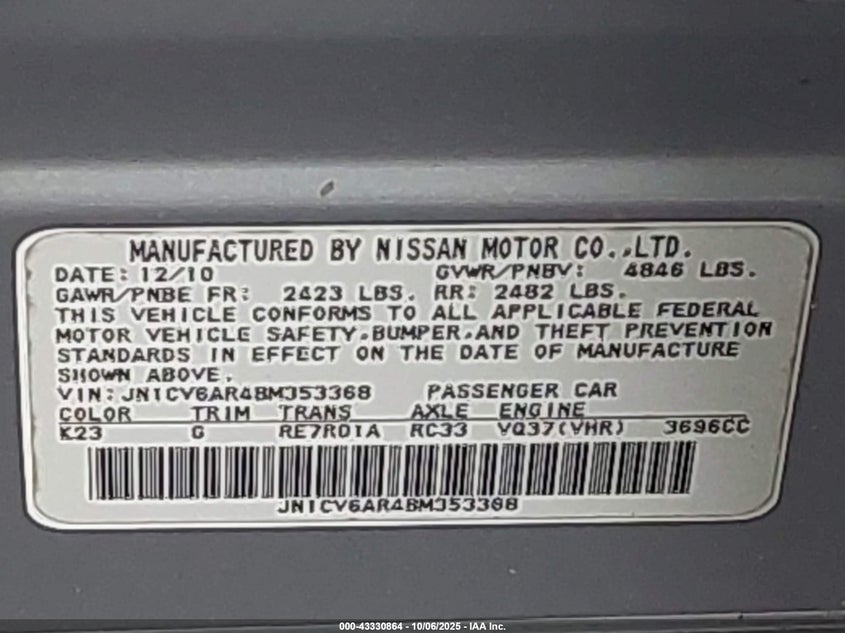 MANUFACTURED BY NISSAN MOTOR CO.,LTD.
DATE: 12/10 GVWR/PNBV: 4846 LBS.
GAWR/PNBE FR: 2423 LBS. RR: 2482 LBS.
THIS VEHICLE CONFORMS TO ALL APPLICABLE FEDERAL
MOTOR VEHICLE SAFETY,BUMPER,AND THEFT PREVENTION
STANDARDS IN EFFECT ON THE DATE OF MANUFACTURE
SHOWN ABOVE.
VIN: JN1CV6AR4BM353368 PASSENGER CAR
COLOR TRIM TRANS AXLE ENGINE
K23 G RE7R01A RC33 VQ37(VHR) 3696CC
JN1CV6AR4BM353368
000-43330864 - 10/06/2025 - IAA Inc.